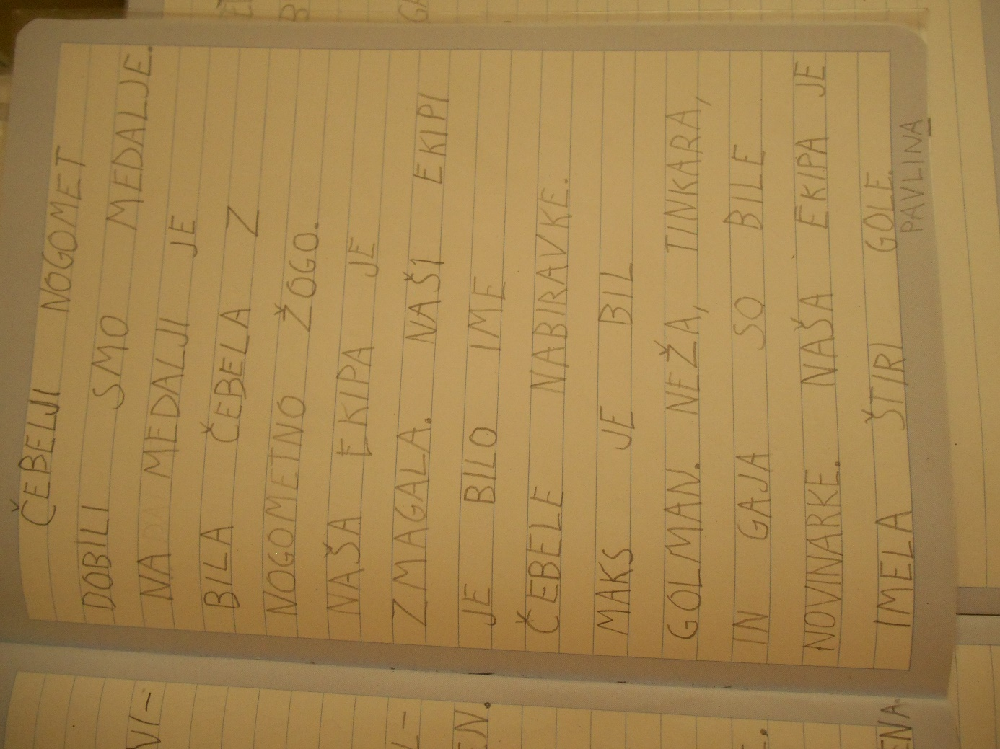 ČEBELJI NOGOMET
DOBILI SMO MEDALJE.
NA MEDALJI JE
BILA ČEBELA Z
NOGOMETNO ŽOGO.
NAŠA EKIPA JE
ZMAGALA. NAŠI EKIPI
JE BILO IME
ČEBELE NABIRAVKE.
MAKS JE BIL
GOLMAN. NEŽA, TINKARA,
IN GAJA SO BILE
NOVINARKE. NAŠA EKIPA JE
IMELA ŠTIRI GOLE.
PAVLINA